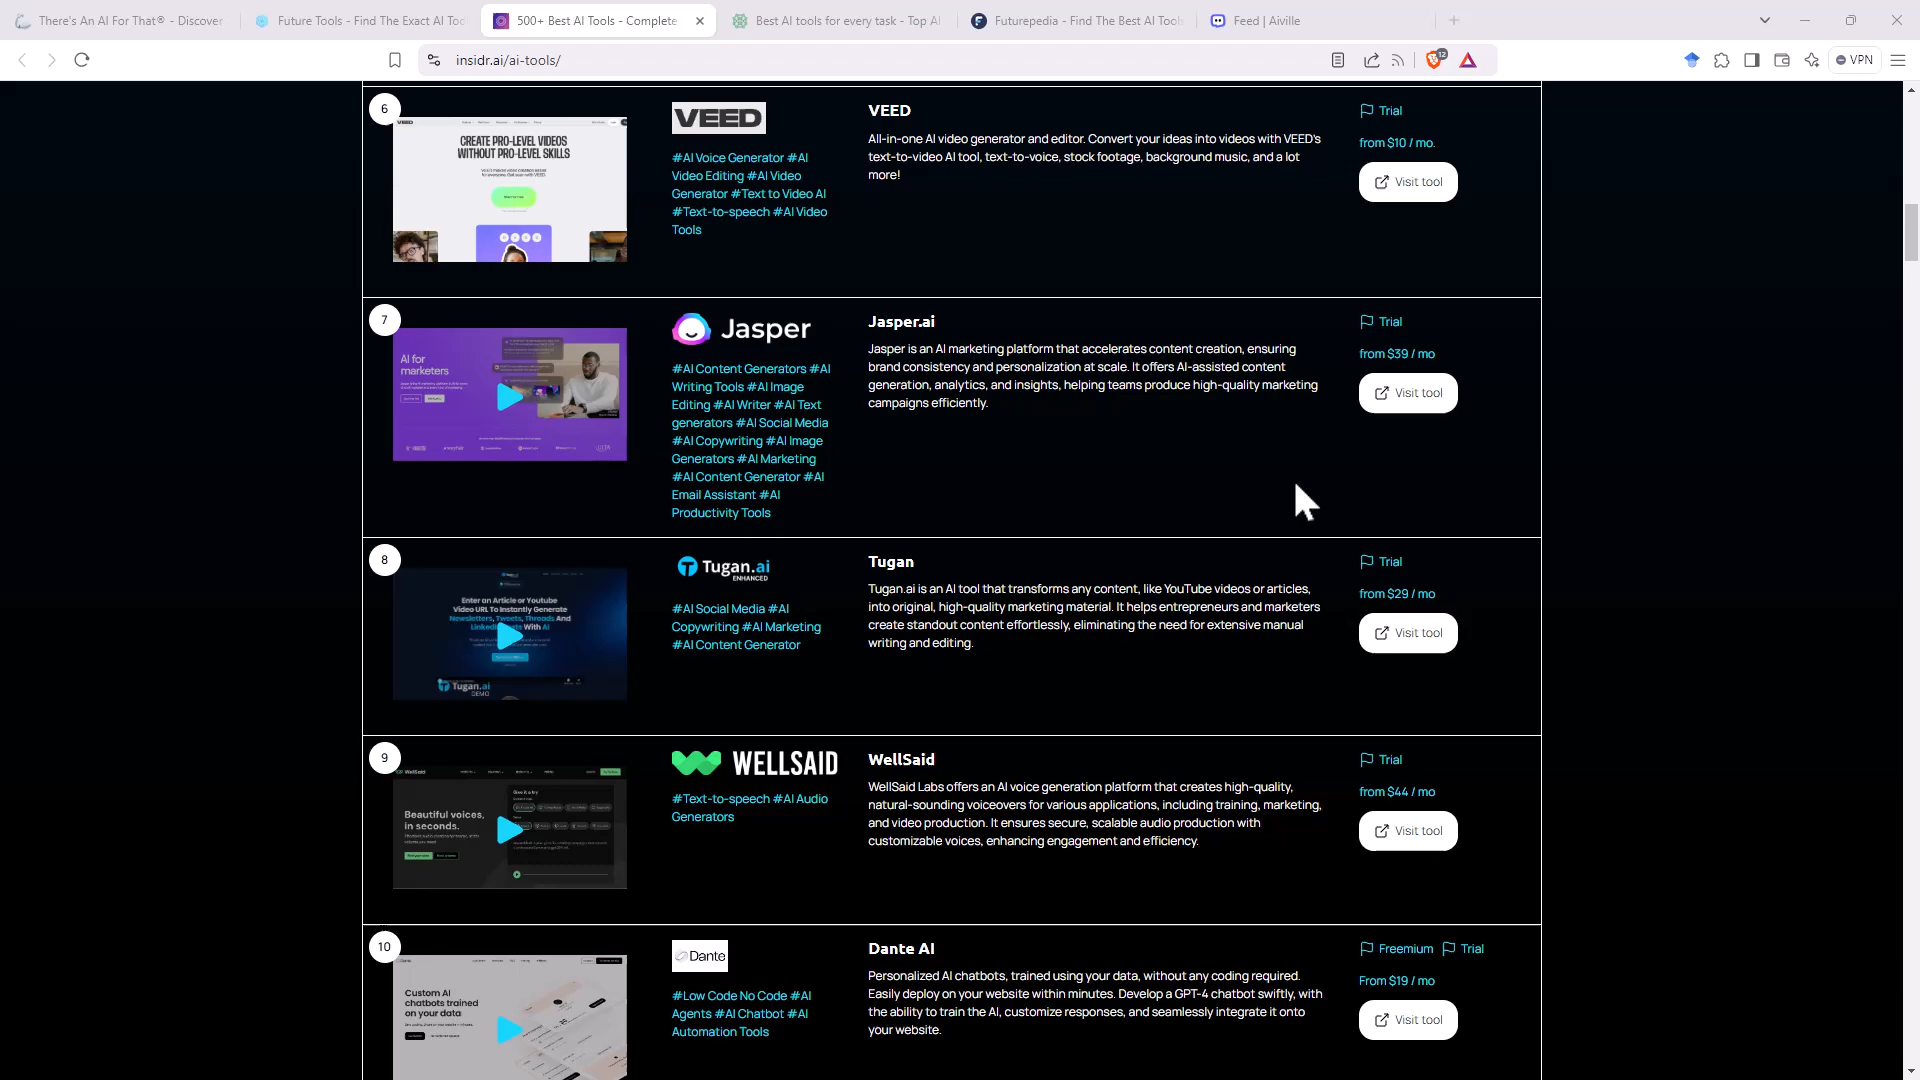 There's An AI For That® - Discover
Future Tools - Find The Exact AI Too
500+ Best AI Tools - Complete
Best AI tools for every task - Top AI
Futurepedia - Find The Best AI Tools
Feed | Aiville
insidr.ai/ai-tools/
12
VPN
6
VEED
CREATE PRO-LEVEL VIDEOS
WITHOUT PRO-LEVEL SKILLS
VEED
#AI Voice Generator #AI
Video Editing #AI Video
Generator #Text to Video AI
#Text-to-speech #AI Video
Tools
VEED
All-in-one AI video generator and editor. Convert your ideas into videos with VEED's
text-to-video AI tool, text-to-voice, stock footage, background music, and a lot
more!
Trial
from $10 / mo.
Visit tool
7
AI for
marketers
Jasper
#AI Content Generators #AI
Writing Tools #AI Image
Editing #AI Writer #AI Text
generators #AI Social Media
#AI Copywriting #AI Image
Generators #AI Marketing
#AI Content Generator #AI
Email Assistant #AI
Productivity Tools
Jasper.ai
Jasper is an AI marketing platform that accelerates content creation, ensuring
brand consistency and personalization at scale. It offers AI-assisted content
generation, analytics, and insights, helping teams produce high-quality marketing
campaigns efficiently.
Trial
from $39 / mo
Visit tool
8
Enter an Article or Youtube
Video URL To Instantly Generate
Newsletters, Tweets, Threads And
LinkedIn Posts With AI
Tugan.ai
DEMO
Tugan.ai
ENHANCED
#AI Social Media #AI
Copywriting #AI Marketing
#AI Content Generator
Tugan
Tugan.ai is an AI tool that transforms any content, like YouTube videos or articles,
into original, high-quality marketing material. It helps entrepreneurs and marketers
create standout content effortlessly, eliminating the need for extensive manual
writing and editing.
Trial
from $29 / mo
Visit tool
9
WellSaid
Beautiful voices,
in seconds.
Give it a try
WELLSAID
#Text-to-speech #AI Audio
Generators
WellSaid
WellSaid Labs offers an AI voice generation platform that creates high-quality,
natural-sounding voiceovers for various applications, including training, marketing,
and video production. It ensures secure, scalable audio production with
customizable voices, enhancing engagement and efficiency.
Trial
from $44 / mo
Visit tool
10
Custom AI
chatbots trained
on your data
Dante
#Low Code No Code #AI
Agents #AI Chatbot #AI
Automation Tools
Dante AI
Personalized AI chatbots, trained using your data, without any coding required.
Easily deploy on your website within minutes. Develop a GPT-4 chatbot swiftly, with
the ability to train the AI, customize responses, and seamlessly integrate it onto
your website.
Freemium Trial
From $19 / mo
Visit tool